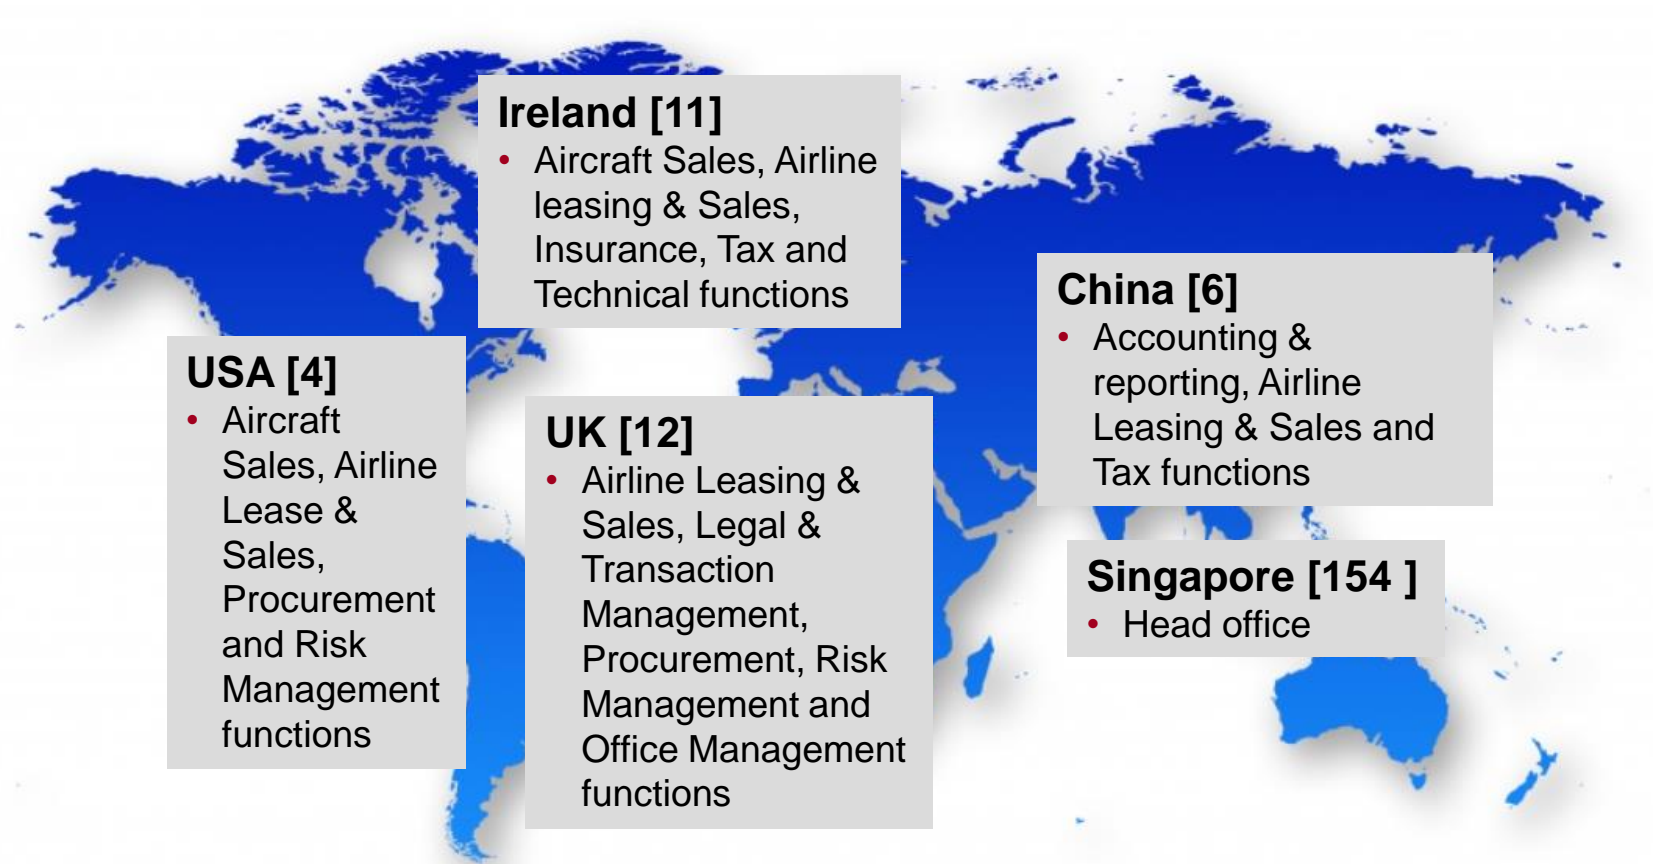 Ireland [11]
• Aircraft Sales, Airline
leasing & Sales,
Insurance, Tax and
Technical functions
China [6]
• Accounting &
reporting, Airline
Leasing & Sales and
Tax functions
USA [4]
• Aircraft
Sales, Airline
Lease &
Sales,
Procurement
and Risk
Management
functions
UK [12]
• Airline Leasing &
Sales, Legal &
Transaction
Management,
Procurement, Risk
Management and
Office Management
functions
Singapore [154 ]
• Head office